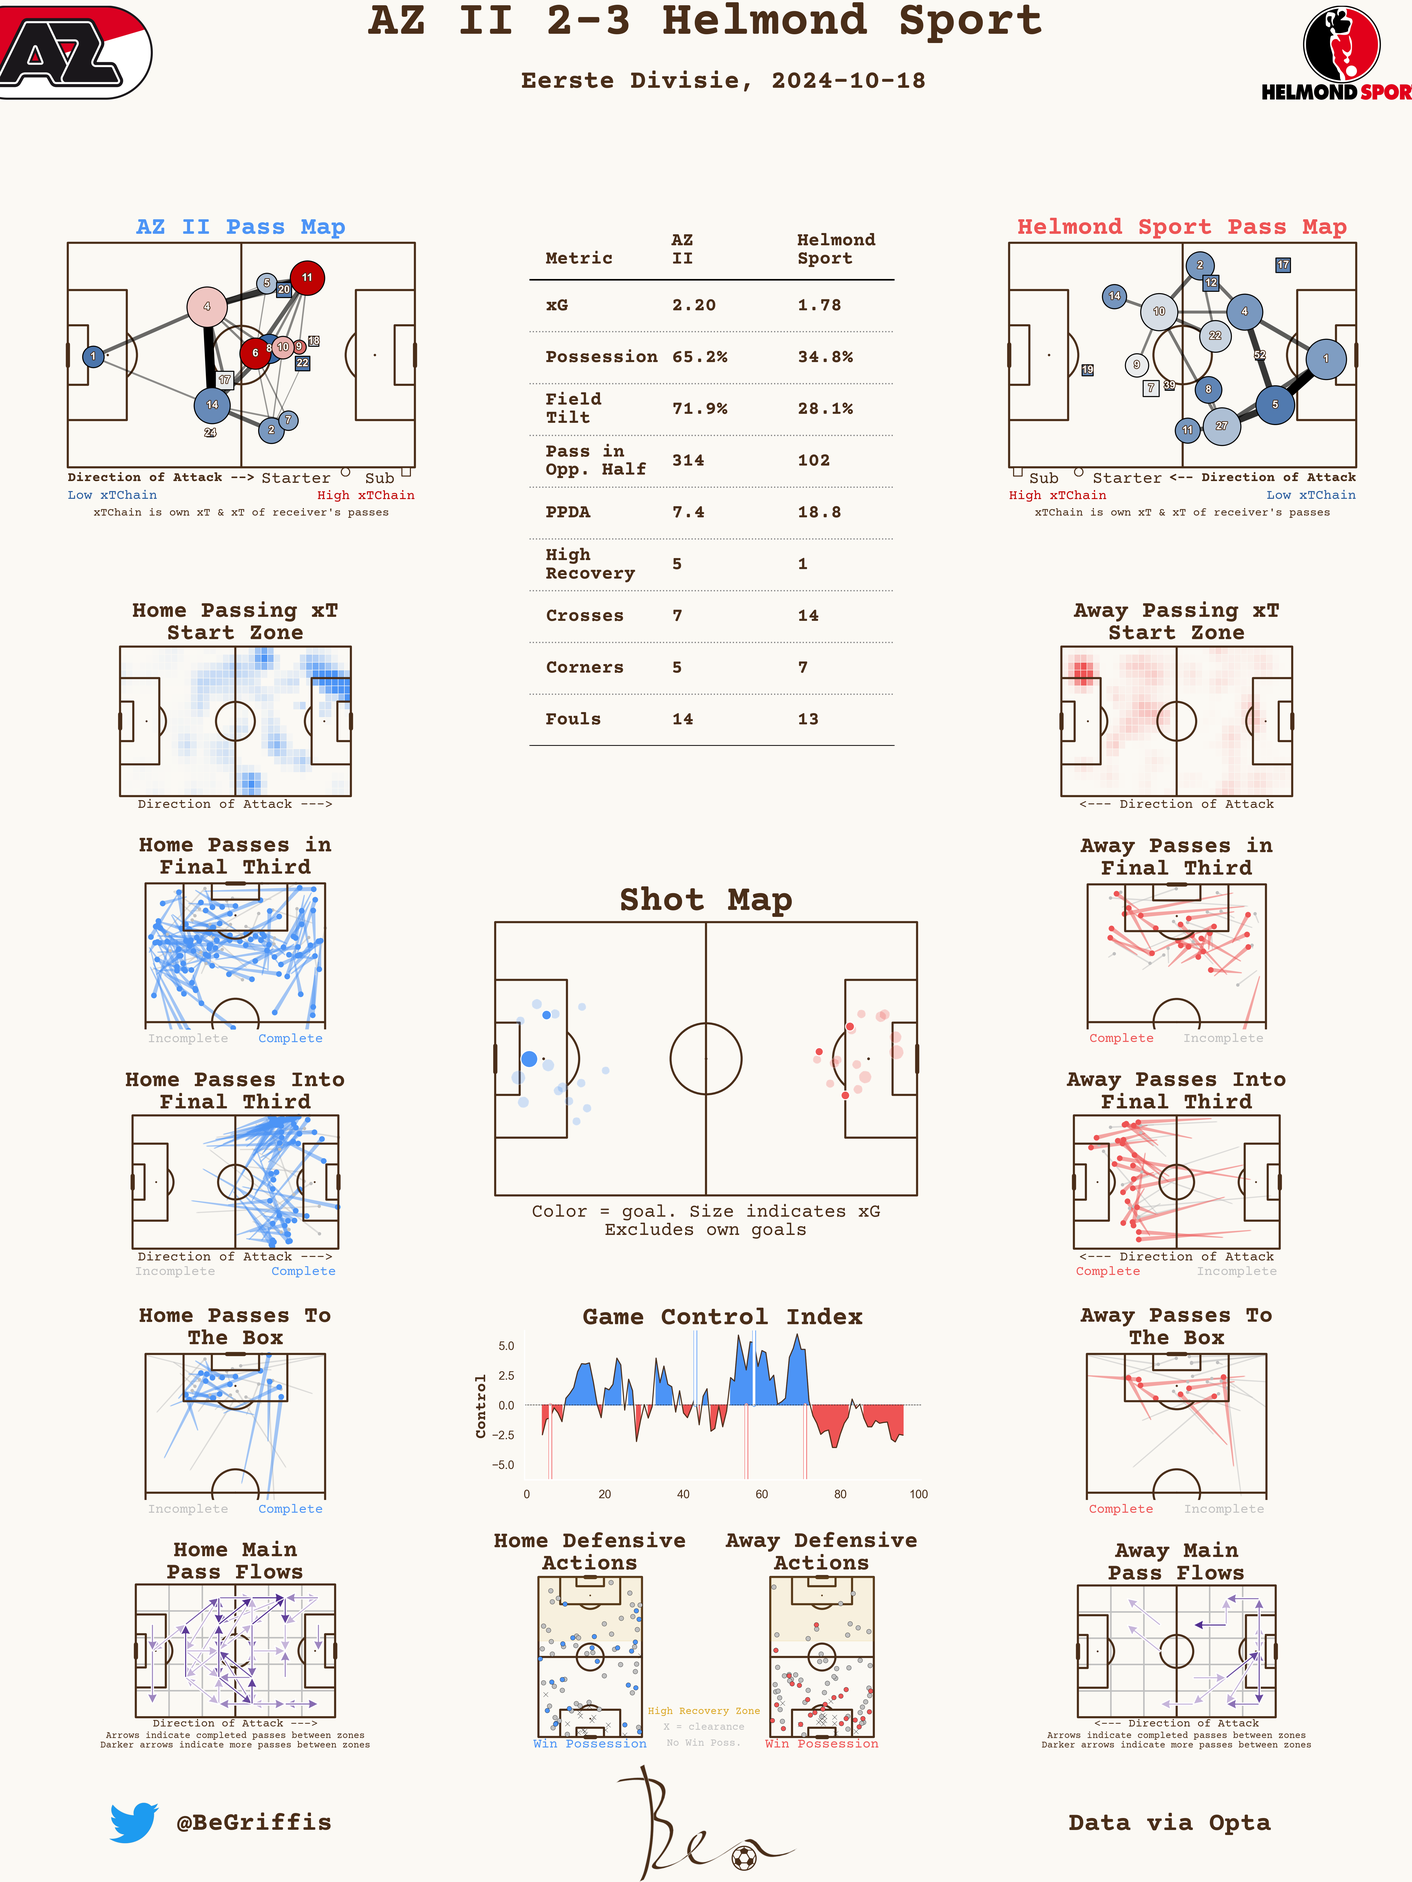 AZ II 2-3 Helmond Sport
Eerste Divisie, 2024-10-18
AZ
HELMOND SPOR
AZ II Pass Map
1
4
14
24
17
5
20
11
6
8
10
9
18
22
2
7
Direction of Attack --> Starter Sub
Low xTChain High xTChain
xTChain is own xT & xT of receiver's passes
Metric AZ II Helmond Sport
xG 2.20 1.78
Possession 65.2% 34.8%
Field Tilt 71.9% 28.1%
Pass in Opp. Half 314 102
PPDA 7.4 18.8
High Recovery 5 1
Crosses 7 14
Corners 5 7
Fouls 14 13
Helmond Sport Pass Map
2
17
12
14
10
4
22
52
1
9
19
7
39
8
5
11
27
Sub Starter <-- Direction of Attack
High xTChain Low xTChain
xTChain is own xT & xT of receiver's passes
Home Passing xT
Start Zone
Direction of Attack --->
Away Passing xT
Start Zone
<--- Direction of Attack
Home Passes in
Final Third
Incomplete Complete
Shot Map
Color = goal. Size indicates xG
Excludes own goals
Away Passes in
Final Third
Complete Incomplete
Home Passes Into
Final Third
Direction of Attack --->
Incomplete Complete
Away Passes Into
Final Third
<--- Direction of Attack
Complete Incomplete
Home Passes To
The Box
Incomplete Complete
Game Control Index
Control
5.0
2.5
0.0
−2.5
−5.0
0 20 40 60 80 100
Away Passes To
The Box
Complete Incomplete
Home Main
Pass Flows
Direction of Attack --->
Arrows indicate completed passes between zones
Darker arrows indicate more passes between zones
Home Defensive
Actions
Win Possession
Away Defensive
Actions
Win Possession
High Recovery Zone
X = clearance
No Win Poss.
Away Main
Pass Flows
<--- Direction of Attack
Arrows indicate completed passes between zones
Darker arrows indicate more passes between zones
@BeGriffis
Ben
Data via Opta